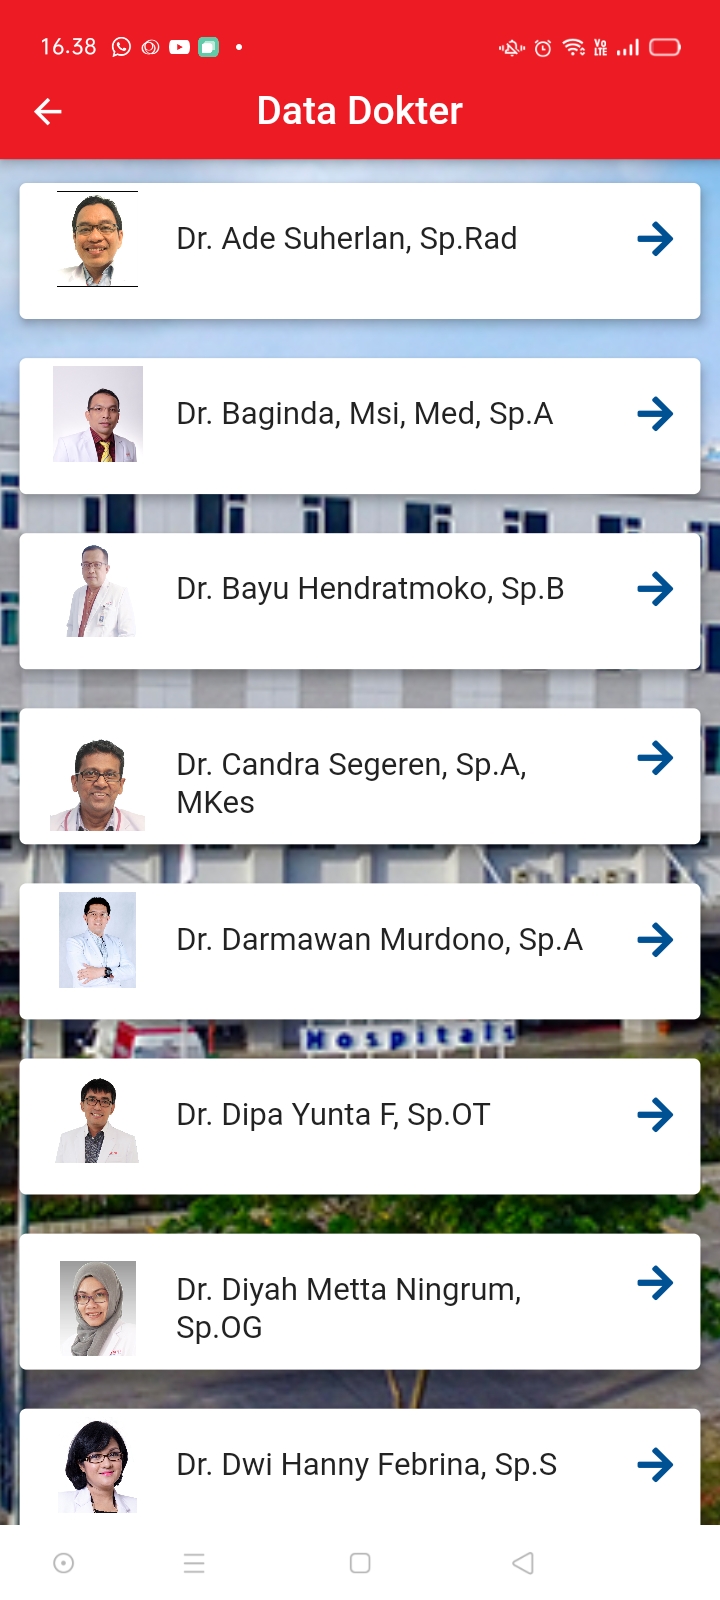 16.38
Vo
LTE
Data Dokter
Dr. Ade Suherlan, Sp.Rad
Dr. Baginda, Msi, Med, Sp.A
Dr. Bayu Hendratmoko, Sp.B
Dr. Candra Segeren, Sp.A,
MKes
Dr. Darmawan Murdono, Sp.A
Hospitals
Dr. Dipa Yunta F, Sp.OT
Dr. Diyah Metta Ningrum,
Sp.OG
Dr. Dwi Hanny Febrina, Sp.S